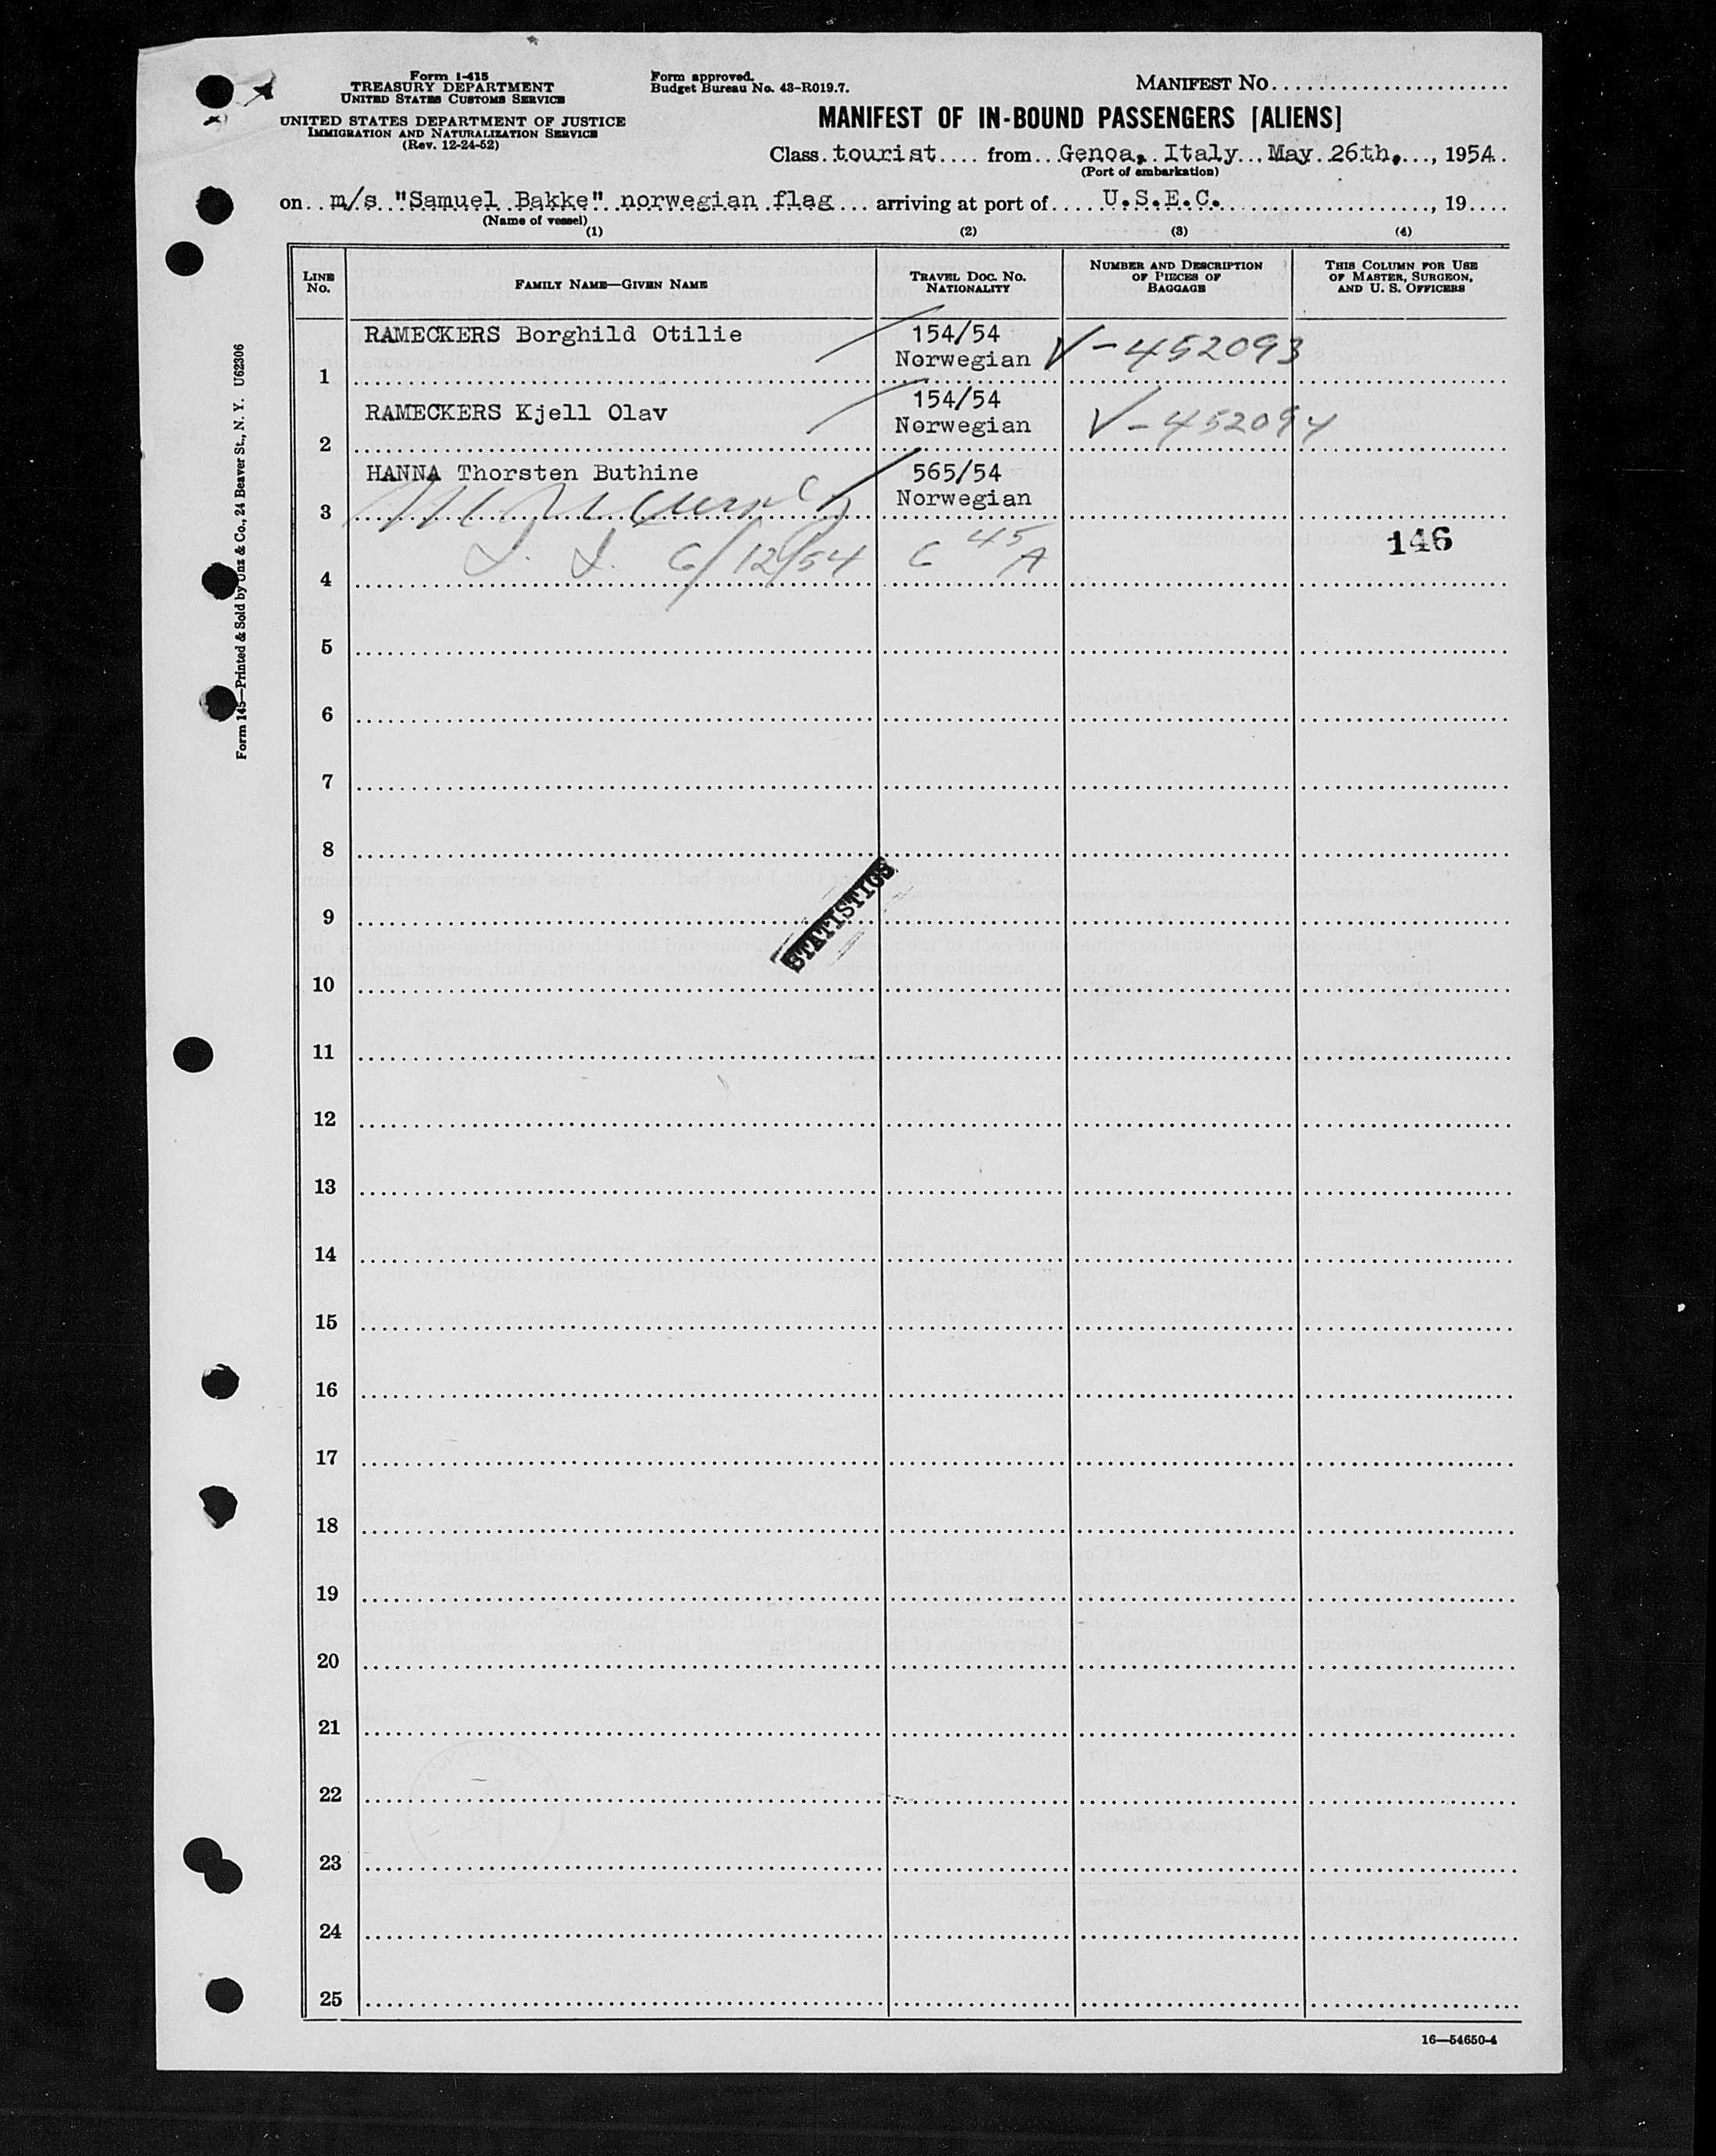 Form I-415
TREASURY DEPARTMENT
UNITED STATES CUSTOMS SERVICE
UNITED STATES DEPARTMENT OF JUSTICE
IMMIGRATION AND NATURALIZATION SERVICE
(Rev. 12-24-52)
Form approved.
Budget Bureau No. 43-R019.7.
MANIFEST NO.
MANIFEST OF IN-BOUND PASSENGERS [ALIENS]
Class tourist from Genoa, Italy May 26th, , 1954
(Port of embarkation)
on m/s "Samuel Bakke" norwegian flag arriving at port of U.S.E.C. , 19
(Name of vessel)
(1) (2) (3) (4)
LINE NO. FAMILY NAME—GIVEN NAME TRAVEL DOC. NO. NATIONALITY NUMBER AND DESCRIPTION OF PIECES OF BAGGAGE THIS COLUMN FOR USE OF MASTER, SURGEON, AND U. S. OFFICERS
RAMECKERS Borghild Otilie 154/54
Norwegian V-452093
1
154/54
RAMECKERS Kjell Olav Norwegian V-452094
2
HANNA Thorsten Buthine 565/54
Norwegian
3
6/12/54 6 45 A 146
4
5
6
7
8
STATISTICS
9
10
11
12
13
14
15
16
17
18
19
20
21
22
23
24
25
16—54650-4
Form 145—Printed & Sold by Unz & Co., 24 Beaver St., N. Y. U62306